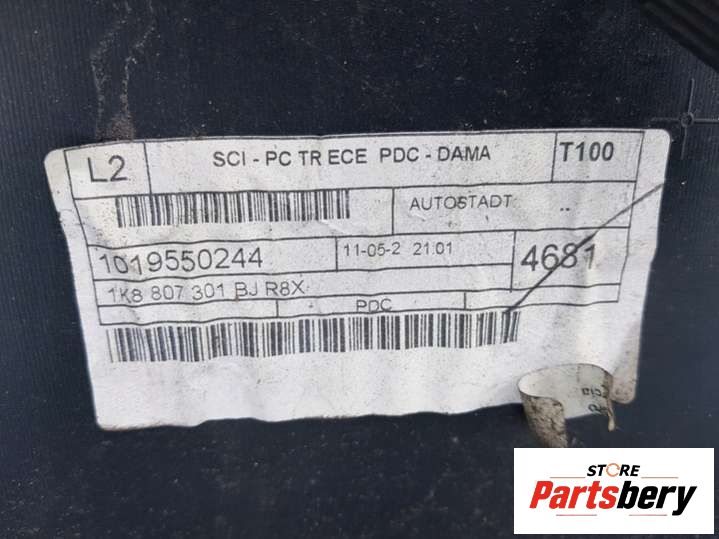 L2 SCI - PC TR ECE PDC - DAMA T100
AUTOSTADT ..
1019550244 11-05-2 21.01 4681
1K8 807 301 BJ R8X
PDC
STORE
Partsbery